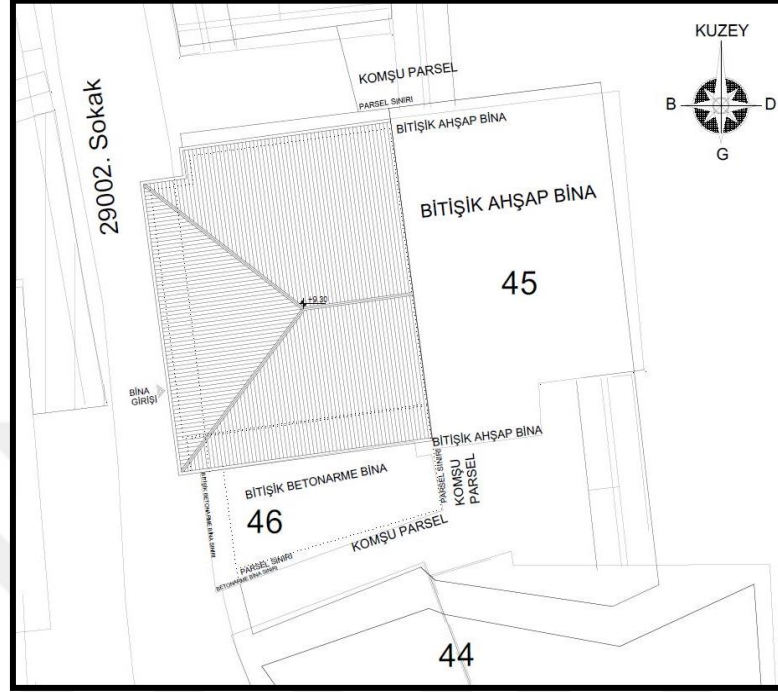 KUZEY
B
D
G
KOMŞU PARSEL
PARSEL SINIRI
BİTİŞİK AHŞAP BİNA
29002. Sokak
BİTİŞİK AHŞAP BİNA
45
+9.30
BİNA
GİRİŞİ
BİTİŞİK AHŞAP BİNA
BİTİŞİK BETONARME BİNA
PARSEL SINIRI
KOMŞU
PARSEL
BİTİŞİK BETONARME BİNA SINIRI
46
KOMŞU PARSEL
PARSEL SINIRI
BETONARME BİNA SINIRI
44